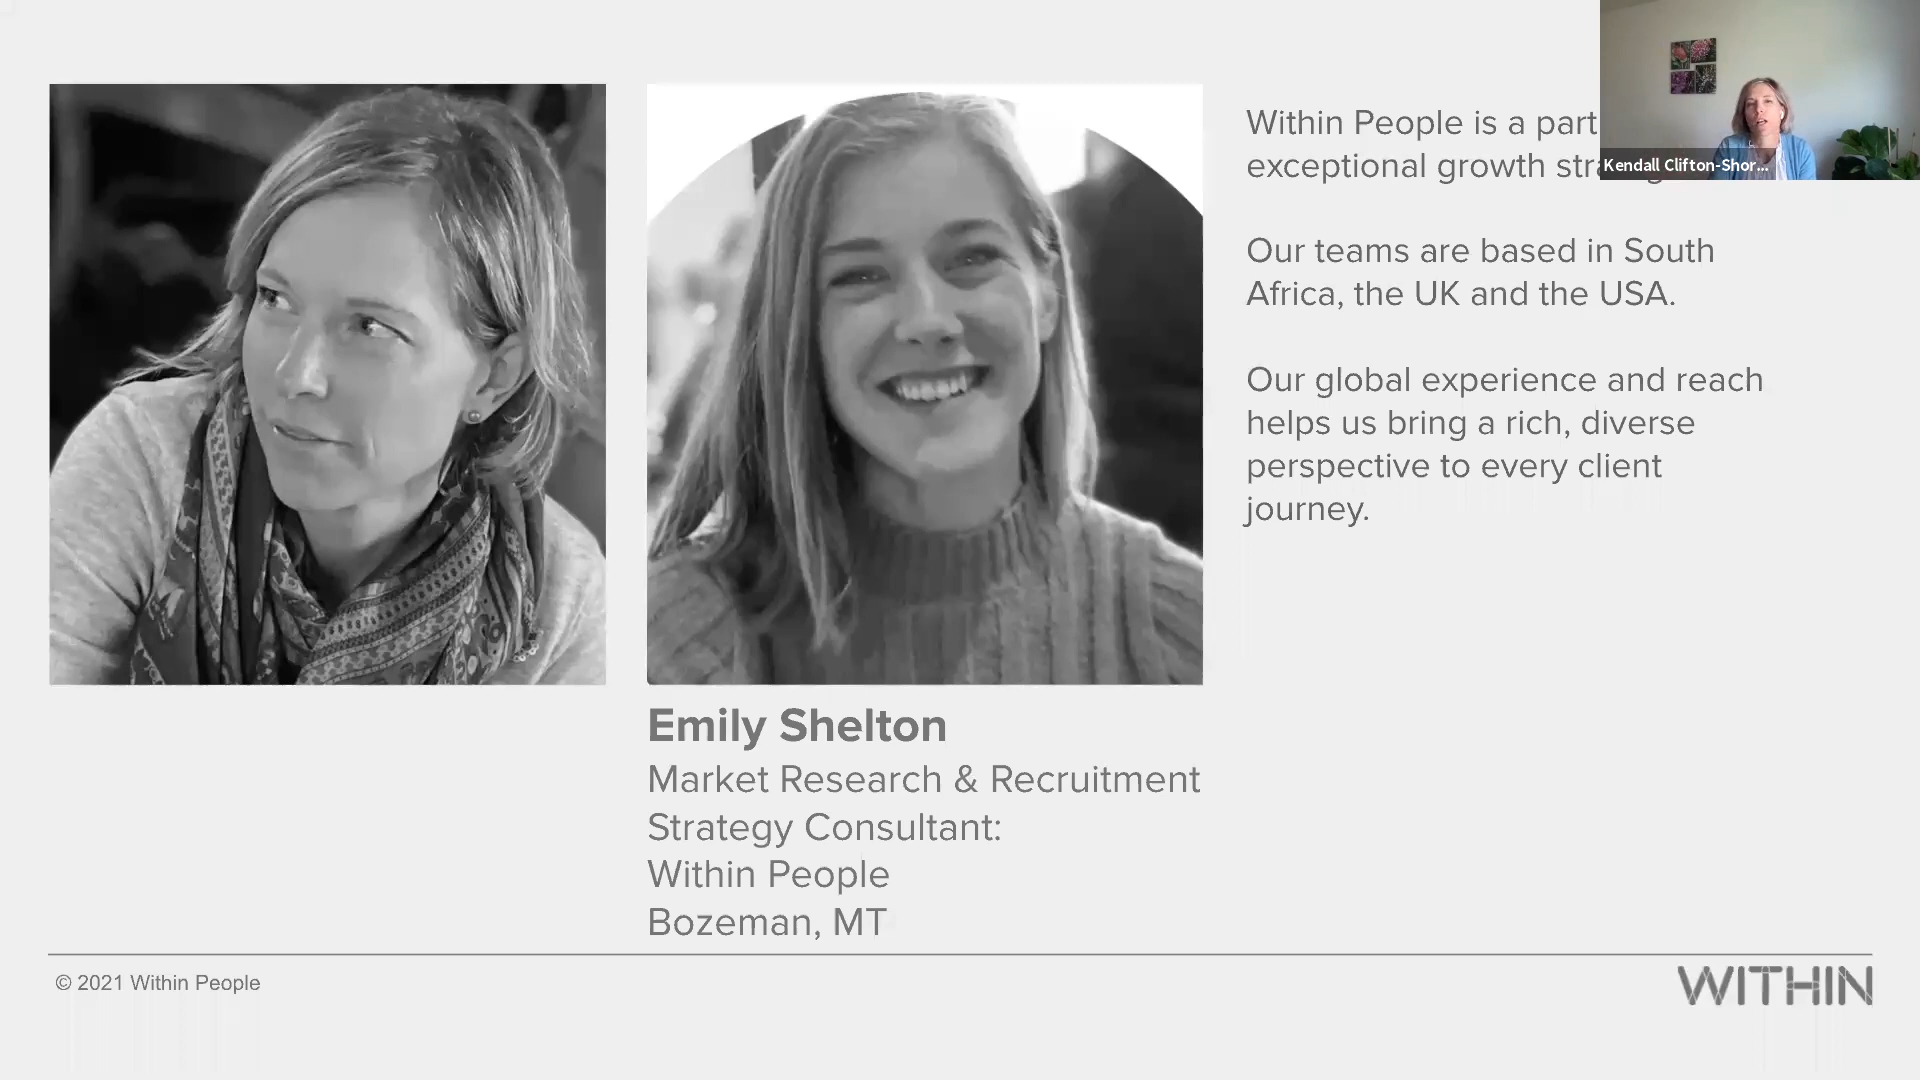 Within People is a part
exceptional growth
Our teams are based in South
Africa, the UK and the USA.
Our global experience and reach
helps us bring a rich, diverse
perspective to every client
journey.
Kendall Clifton-Shor...
Emily Shelton
Market Research & Recruitment
Strategy Consultant:
Within People
Bozeman, MT
© 2021 Within People
WITHIN